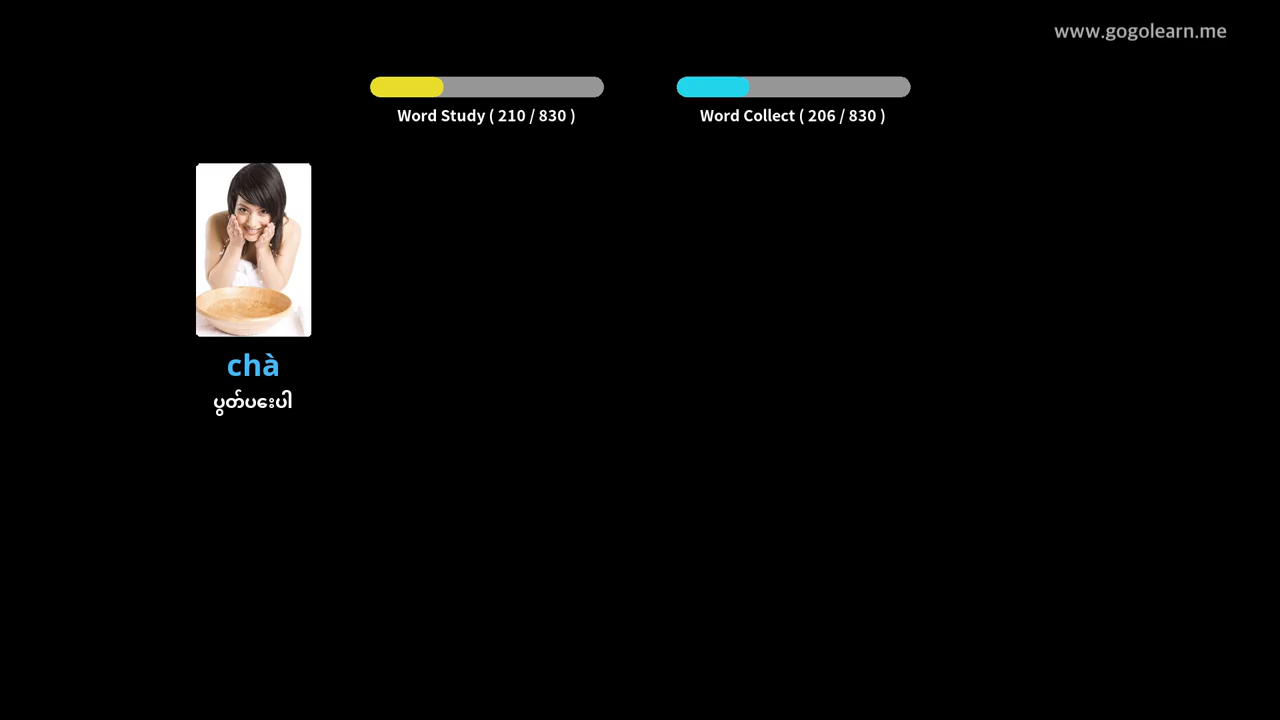 www.gogolearn.me
Word Study ( 210 / 830 )
Word Collect ( 206 / 830 )
chà
ပွတ်ပေးပါ